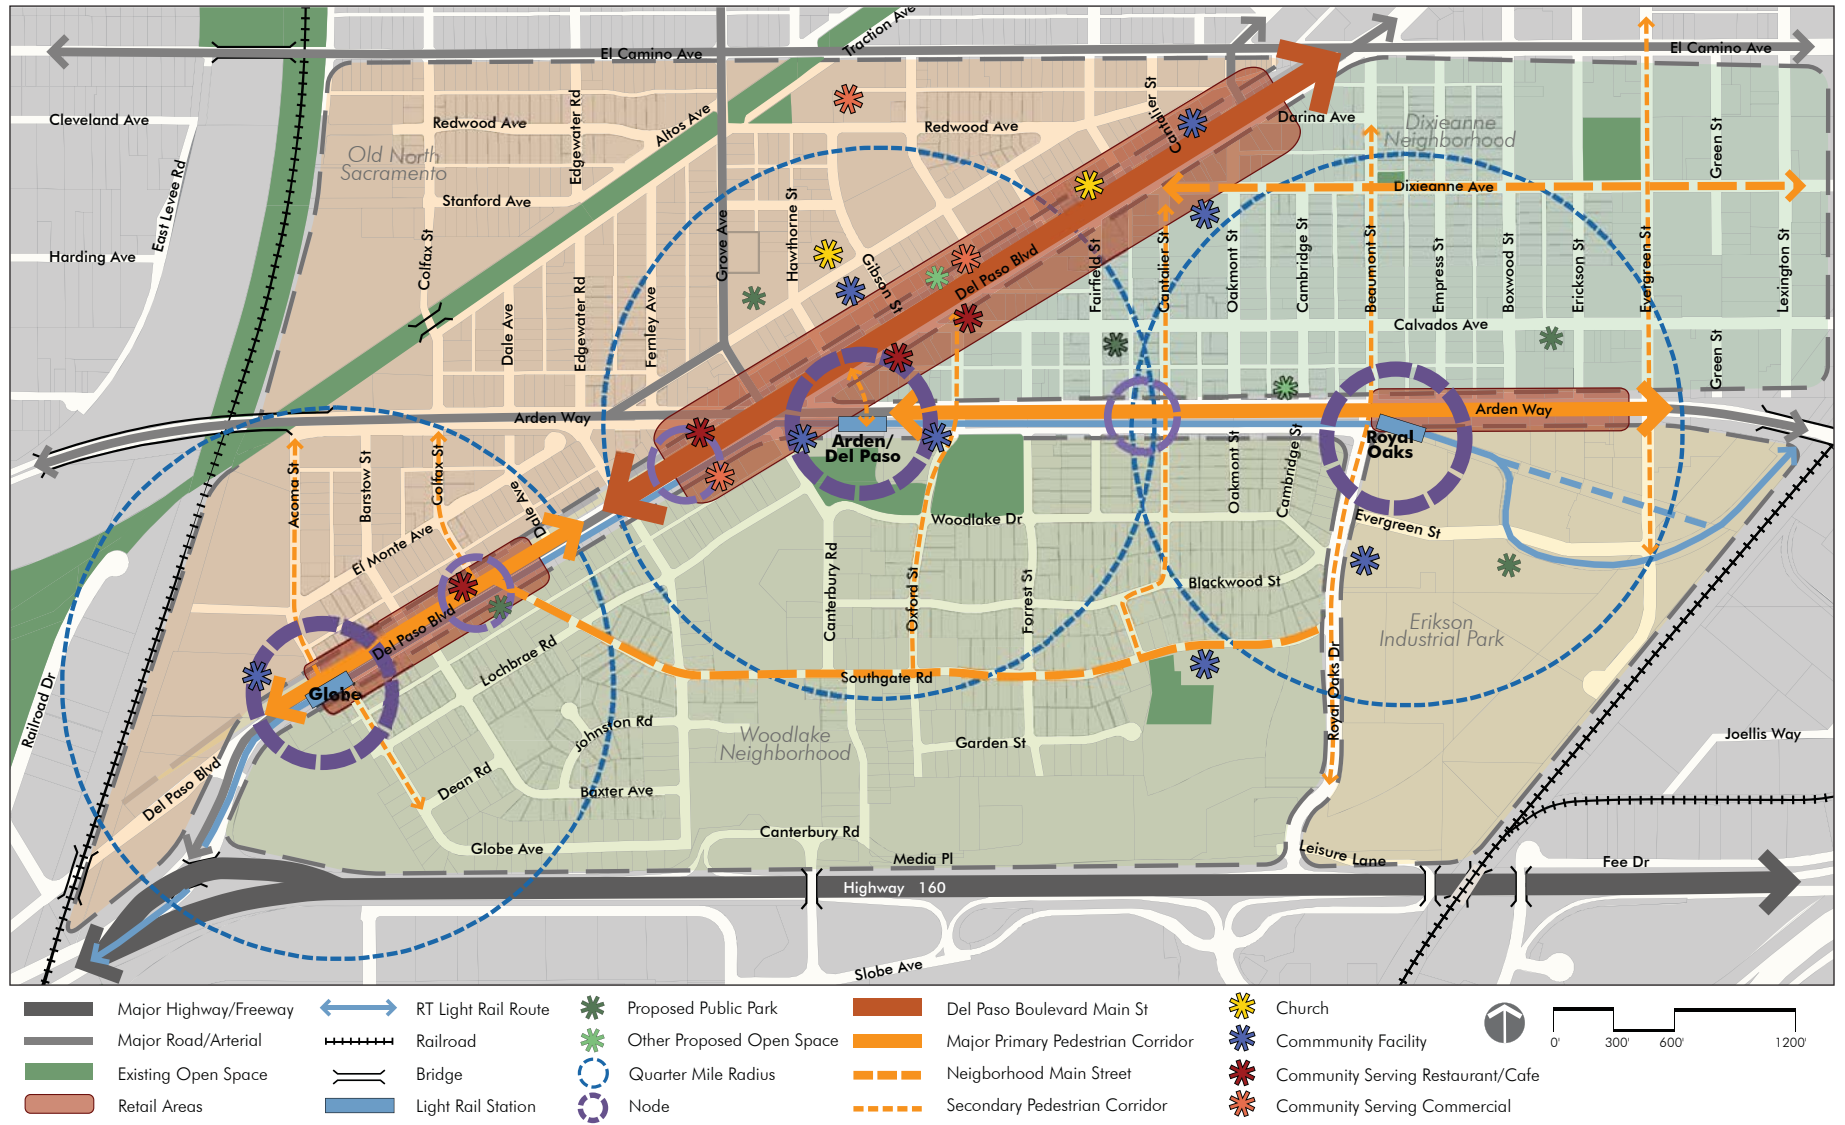 Traction Ave
El Camino Ave
El Camino Ave
Cleveland Ave
Redwood Ave
Edgewater Rd
Altos Ave
Redwood Ave
Cantalier St
Darina Ave
Dixieanne
Neighborhood
Green St
Old North
Sacramento
East Levee Rd
Stanford Ave
Dixieanne Ave
Harding Ave
Colfax St
Grove Ave
Hawthorne St
Gibson St
Del Paso Blvd
Fairfield St
Cantalier St
Oakmont St
Cambridge St
Beaumont St
Empress St
Boxwood St
Erickson St
Evergreen St
Lexington St
Dale Ave
Edgewater Rd
Fernley Ave
Calvados Ave
Green St
Arden Way
Arden Way
Arden/
Del Paso
Royal
Oaks
Acoma St
Barstow St
Colfax St
Dale Ave
El Monte Ave
Oakmont St
Cambridge St
Woodlake Dr
Evergreen St
Canterbury Rd
Oxford St
Forrest St
Blackwood St
Erikson
Industrial Park
Del Paso Blvd
Lochbrae Rd
Southgate Rd
Royal Oaks Dr
Globe
Railroad Dr
Johnston Rd
Woodlake
Neighborhood
Garden St
Joellis Way
Del Paso Blvd
Dean Rd
Baxter Ave
Canterbury Rd
Globe Ave
Media Pl
Leisure Lane
Fee Dr
Highway 160
Slobe Ave
Major Highway/Freeway
Major Road/Arterial
Existing Open Space
Retail Areas
RT Light Rail Route
Railroad
Bridge
Light Rail Station
Proposed Public Park
Other Proposed Open Space
Quarter Mile Radius
Node
Del Paso Boulevard Main St
Major Primary Pedestrian Corridor
Neigborhood Main Street
Secondary Pedestrian Corridor
Church
Commmunity Facility
Community Serving Restaurant/Cafe
Community Serving Commercial
0' 300' 600' 1200'